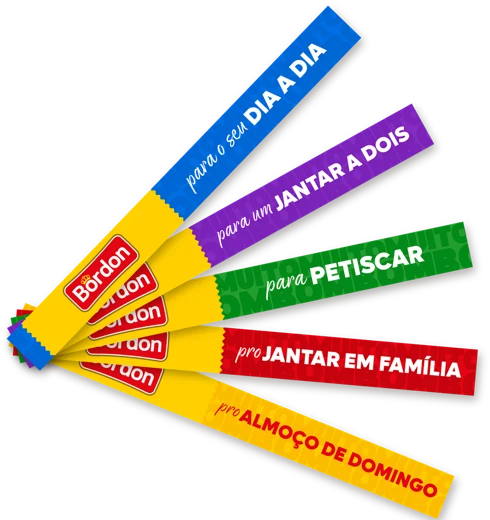 para o seu DIA A DIA
para um JANTAR A DOIS
para PETISCAR
pro JANTAR EM FAMÍLIA
pro ALMOÇO DE DOMINGO
Bordon
Bordon
Bordon
Bordon
Bordon